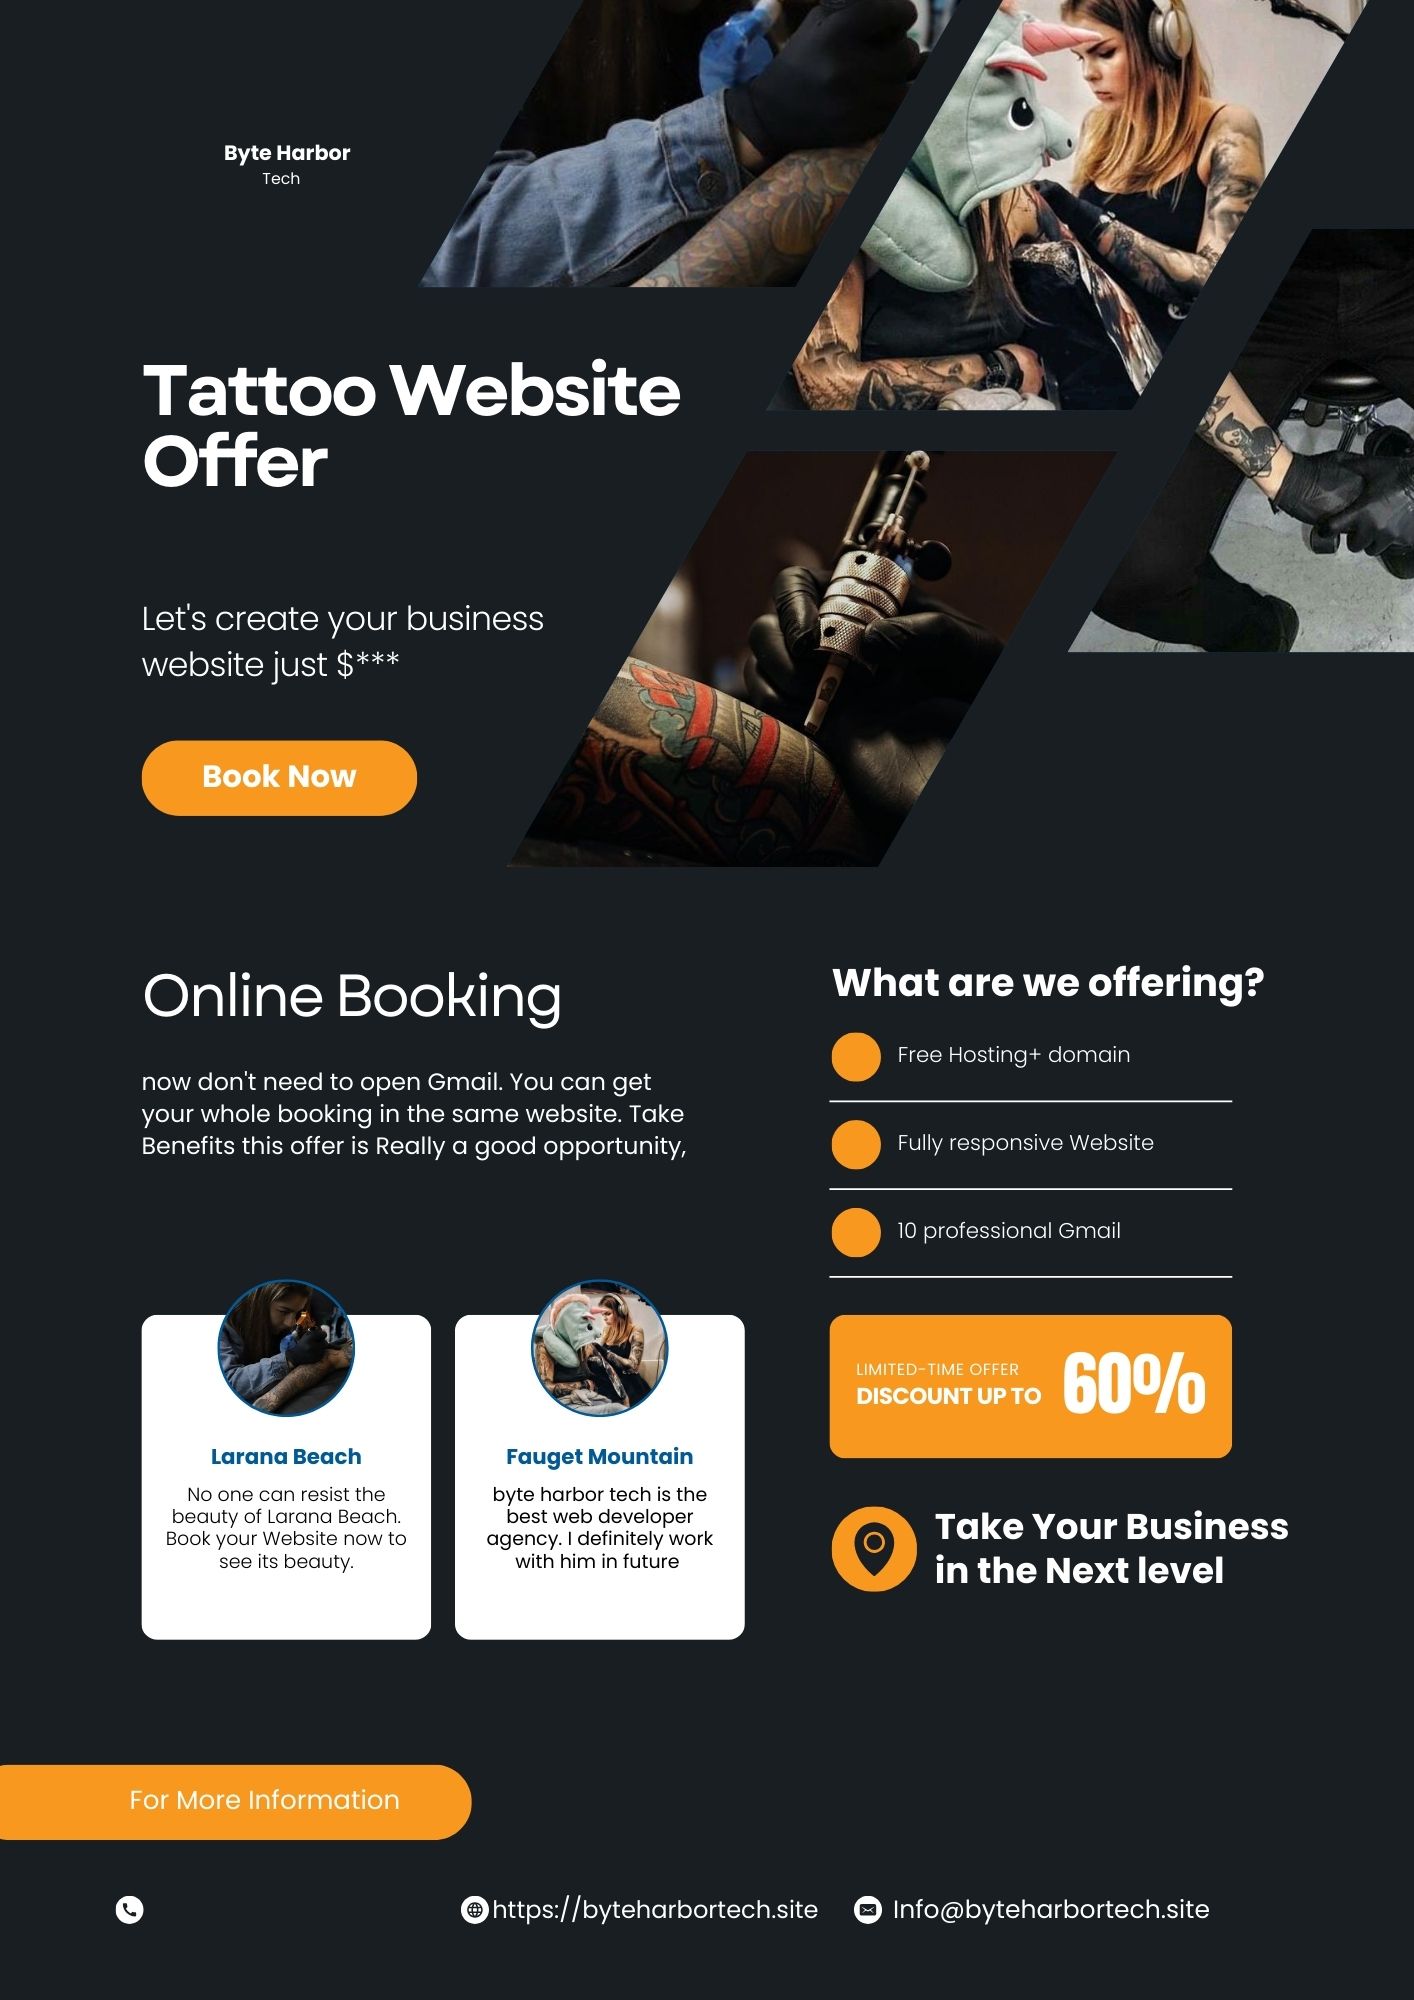 Byte Harbor
Tech
Tattoo Website
Offer
Let's create your business
website just $***
Book Now
Online Booking
now don't need to open Gmail. You can get
your whole booking in the same website. Take
Benefits this offer is Really a good opportunity,
What are we offering?
Free Hosting+ domain
Fully responsive Website
10 professional Gmail
Larana Beach
No one can resist the
beauty of Larana Beach.
Book your Website now to
see its beauty.
Fauget Mountain
byte harbor tech is the
best web developer
agency. I definitely work
with him in future
LIMITED-TIME OFFER
DISCOUNT UP TO
60%
Take Your Business
in the Next level
For More Information
https://byteharbortech.site
Info@byteharbortech.site